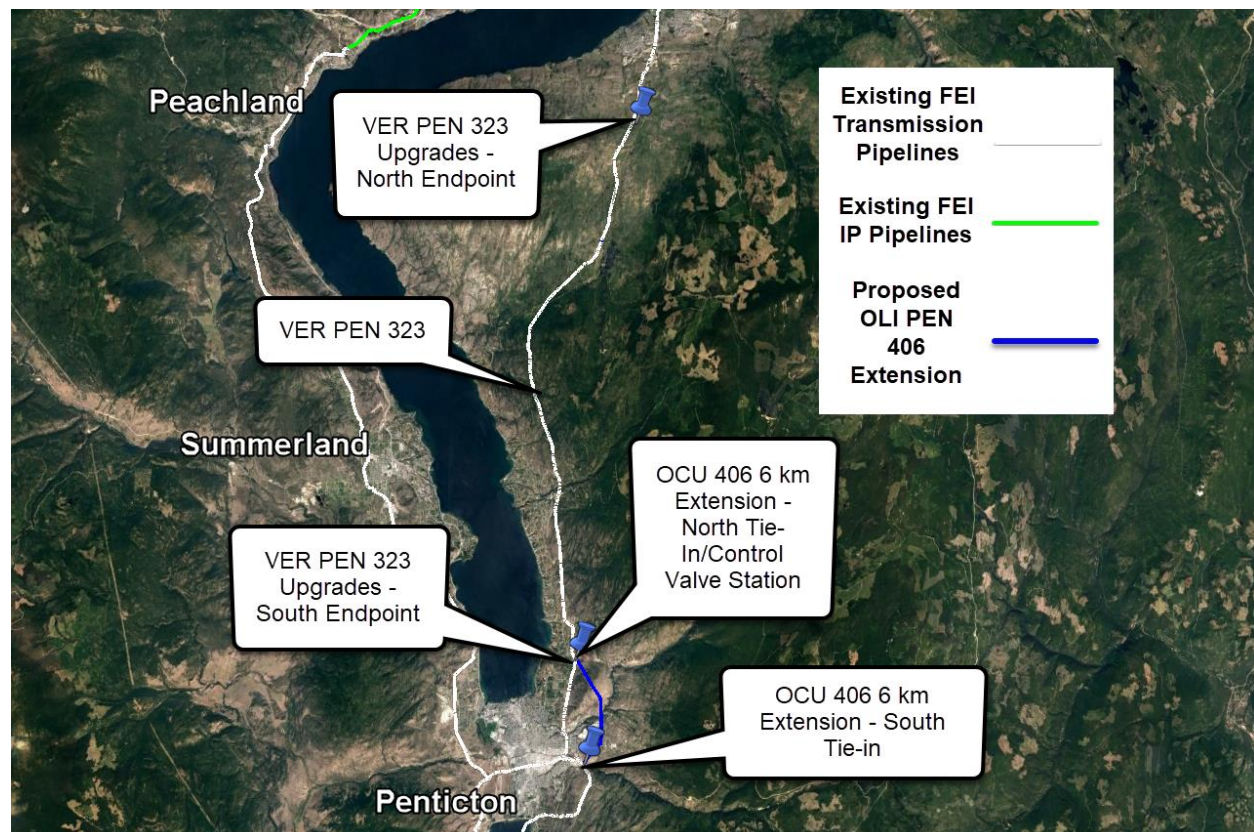 Peachland
VER PEN 323
Upgrades -
North Endpoint
Existing FEI
Transmission
Pipelines
Existing FEI
IP Pipelines
Proposed
OLI PEN
406
Extension
VER PEN 323
Summerland
OCU 406 6 km
Extension -
North Tie-
In/Control
Valve Station
VER PEN 323
Upgrades -
South Endpoint
OCU 406 6 km
Extension - South
Tie-in
Penticton